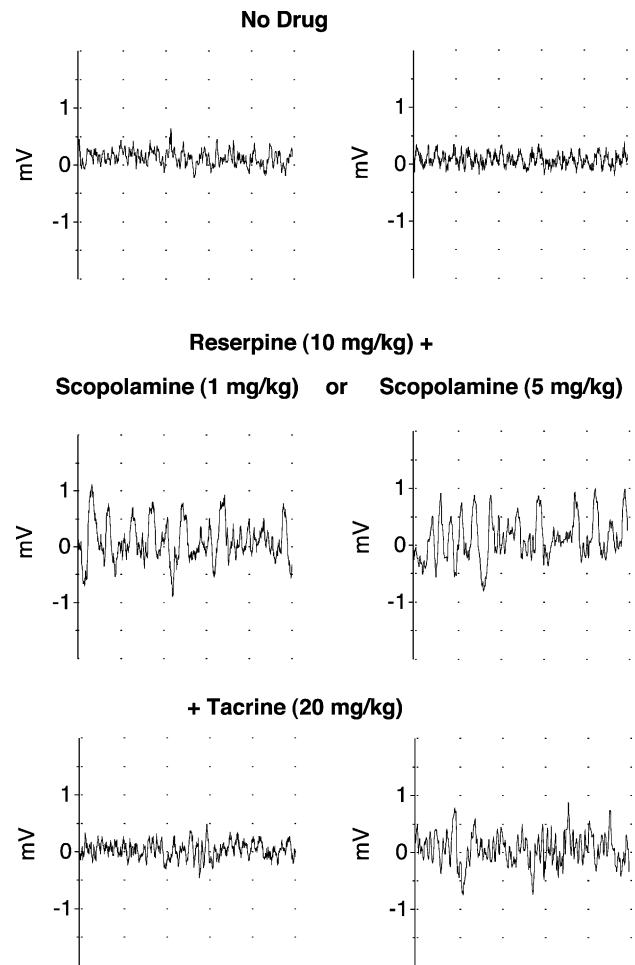 No Drug
1
0
-1
mV
1
0
-1
mV
Reserpine (10 mg/kg) +
Scopolamine (1 mg/kg) or Scopolamine (5 mg/kg)
1
0
-1
mV
1
0
-1
mV
+ Tacrine (20 mg/kg)
1
0
-1
mV
1
0
-1
mV